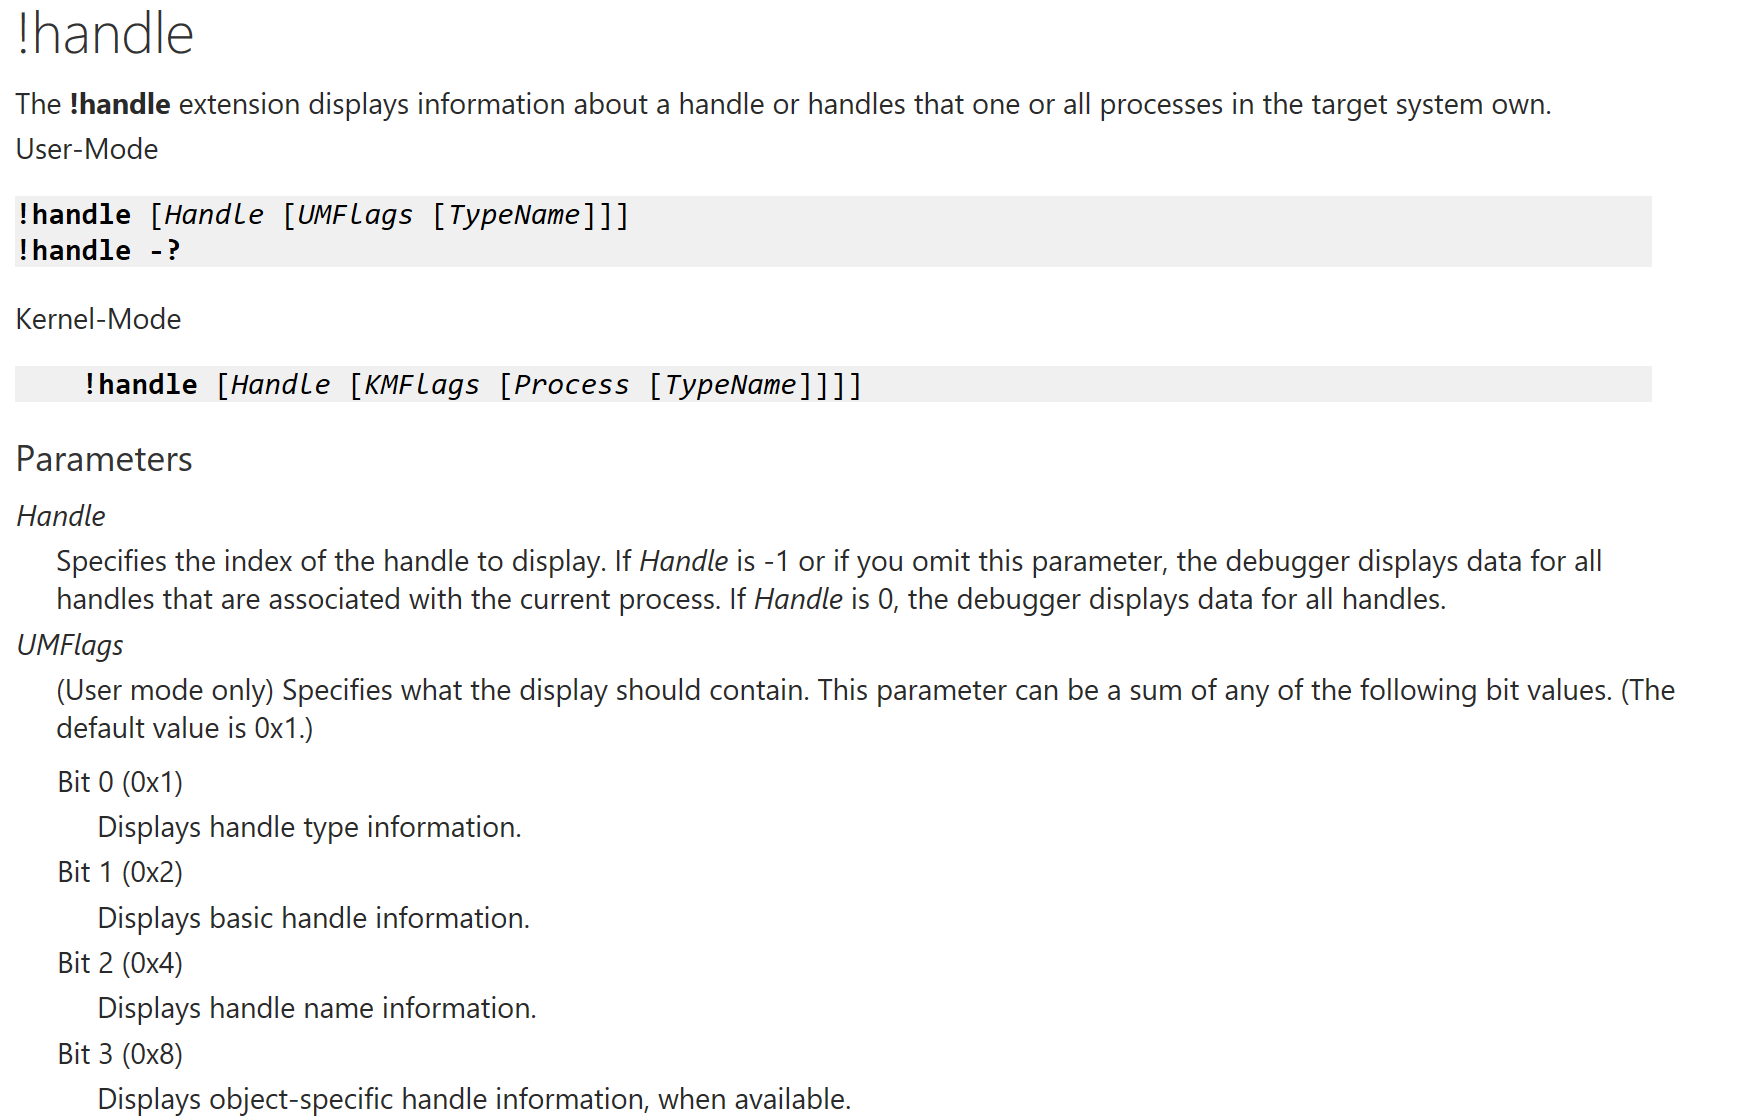 !handle
The !handle extension displays information about a handle or handles that one or all processes in the target system own.
User-Mode
!handle [Handle [UMFlags [TypeName]]]
!handle -?
Kernel-Mode
!handle [Handle [KMFlags [Process [TypeName]]]]
Parameters
Handle
Specifies the index of the handle to display. If Handle is -1 or if you omit this parameter, the debugger displays data for all
handles that are associated with the current process. If Handle is 0, the debugger displays data for all handles.
UMFlags
(User mode only) Specifies what the display should contain. This parameter can be a sum of any of the following bit values. (The
default value is 0x1.)
Bit 0 (0x1)
Displays handle type information.
Bit 1 (0x2)
Displays basic handle information.
Bit 2 (0x4)
Displays handle name information.
Bit 3 (0x8)
Displays object-specific handle information, when available.